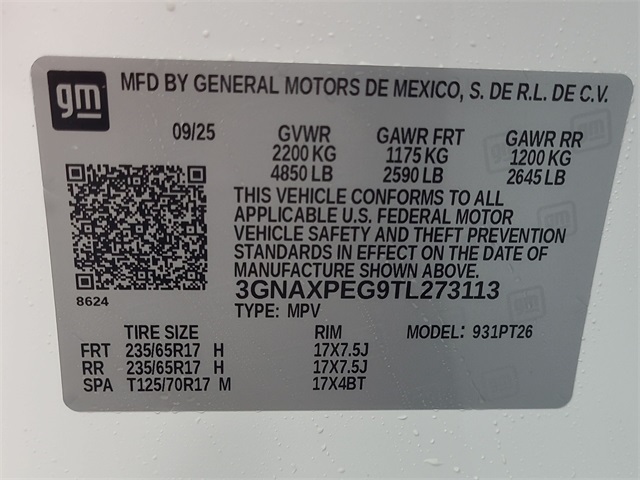 gm
MFD BY GENERAL MOTORS DE MEXICO, S. DE R.L. DE C.V.
09/25 GVWR GAWR FRT GAWR RR
2200 KG 1175 KG 1200 KG
4850 LB 2590 LB 2645 LB
THIS VEHICLE CONFORMS TO ALL
APPLICABLE U.S. FEDERAL MOTOR
VEHICLE SAFETY AND THEFT PREVENTION
STANDARDS IN EFFECT ON THE DATE
OF MANUFACTURE SHOWN ABOVE.
8624
3GNAXPEG9TL273113
TYPE: MPV
TIRE SIZE RIM MODEL: 931PT26
FRT 235/65R17 H 17X7.5J
RR 235/65R17 H 17X7.5J
SPA T125/70R17 M 17X4BT